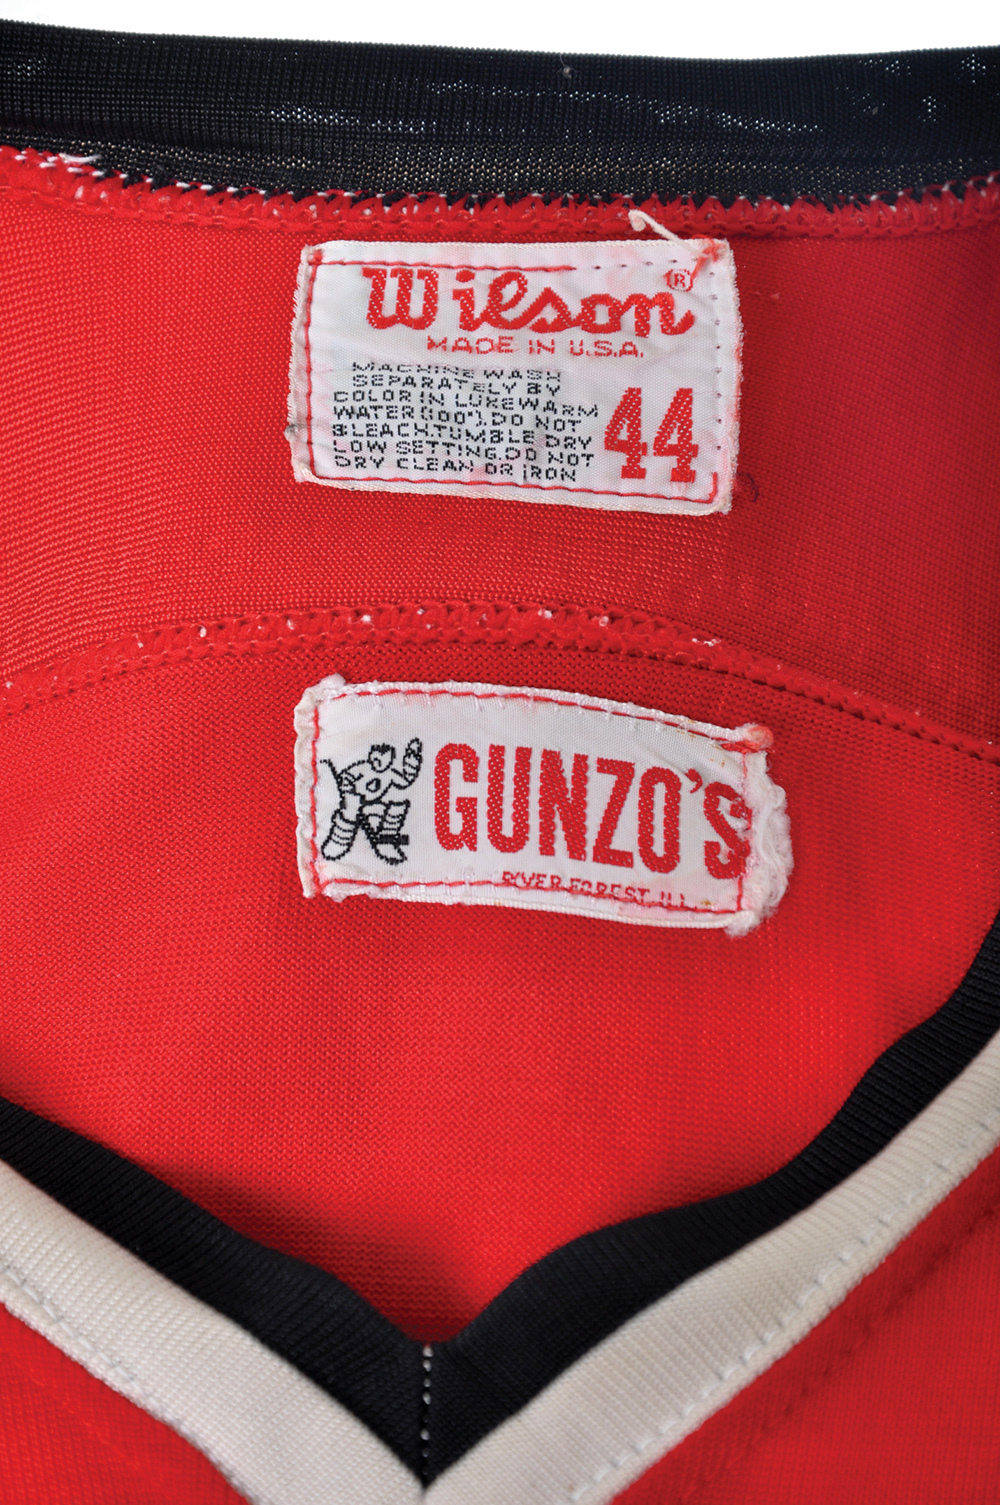 Wilson®
MADE IN U.S.A.
MACHINE WASH
SEPARATELY BY
COLOR IN LUKEWARM
WATER (100°). DO NOT
BLEACH. TUMBLE DRY
LOW SETTING. DO NOT
DRY CLEAN OR IRON
44
GUNZO'S
RIVER FOREST, ILL.